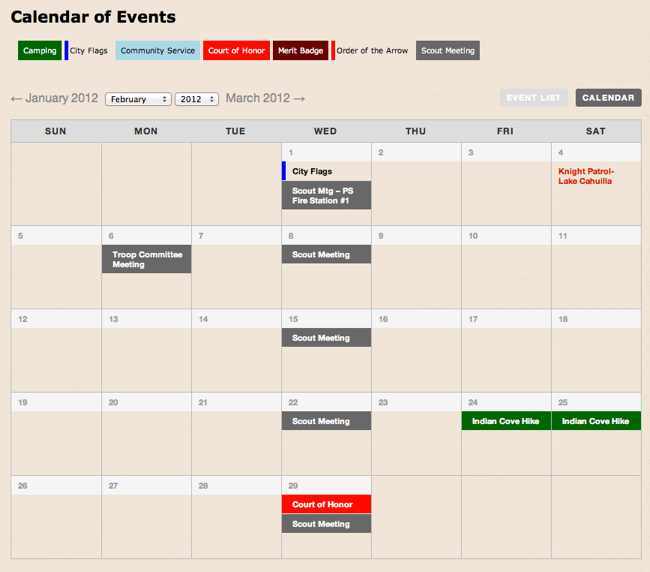 Calendar of Events
Camping City Flags Community Service Court of Honor Merit Badge Order of the Arrow Scout Meeting
← January 2012 February 2012 March 2012 → EVENT LIST CALENDAR
SUN MON TUE WED THU FRI SAT
1 2 3 4
City Flags
Scout Mtg – PS
Fire Station #1
Knight Patrol-
Lake Cahuilla
5 6 7 8 9 10 11
Troop Committee
Meeting
Scout Meeting
12 13 14 15 16 17 18
Scout Meeting
19 20 21 22 23 24 25
Scout Meeting Indian Cove Hike Indian Cove Hike
26 27 28 29
Court of Honor
Scout Meeting